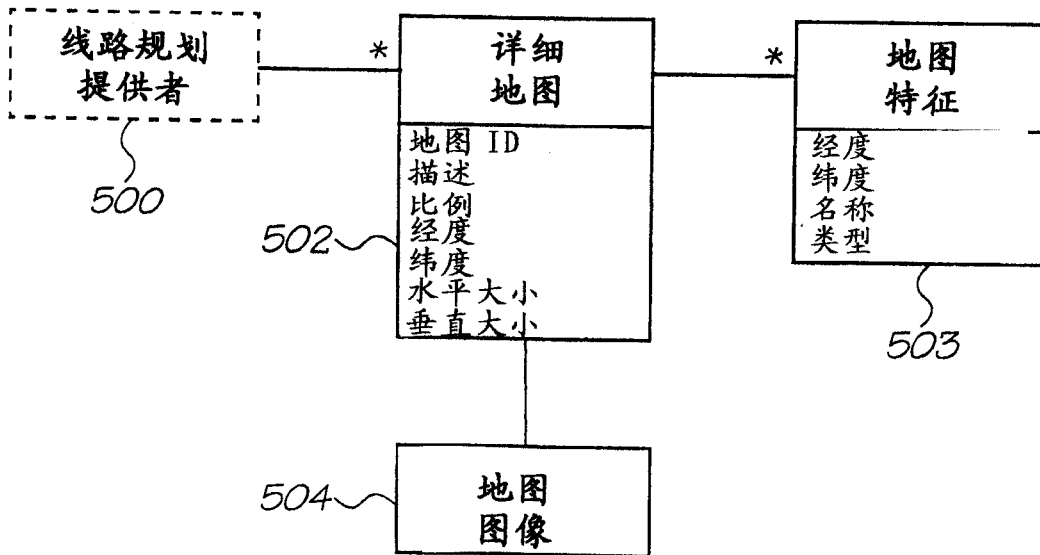 线路规划
提供者
500
*
详细
地图
地图 ID
描述
比例
经度
纬度
水平大小
垂直大小
502
*
地图
特征
经度
纬度
名称
类型
503
地图
图像
504